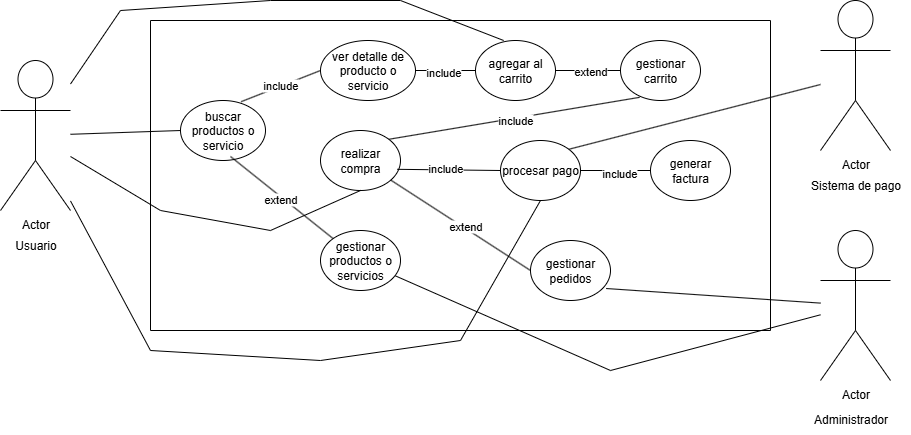 ver detalle de
producto o
servicio
agregar al
carrito
gestionar
carrito
include
include
extend
buscar
productos o
servicio
include
realizar
compra
include
procesar pago
include
generar
factura
extend
extend
gestionar
productos o
servicios
gestionar
pedidos
Actor
Usuario
Actor
Sistema de pago
Actor
Administrador